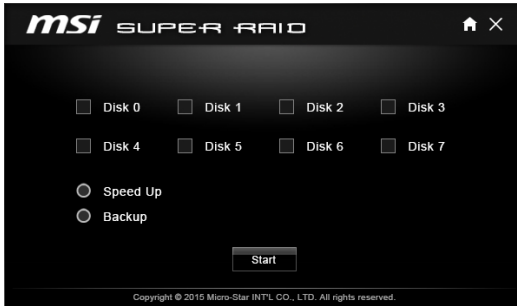 msi SUPER RAID
Disk 0 Disk 1 Disk 2 Disk 3
Disk 4 Disk 5 Disk 6 Disk 7
Speed Up
Backup
Start
Copyright © 2015 Micro-Star INT'L CO., LTD. All rights reserved.